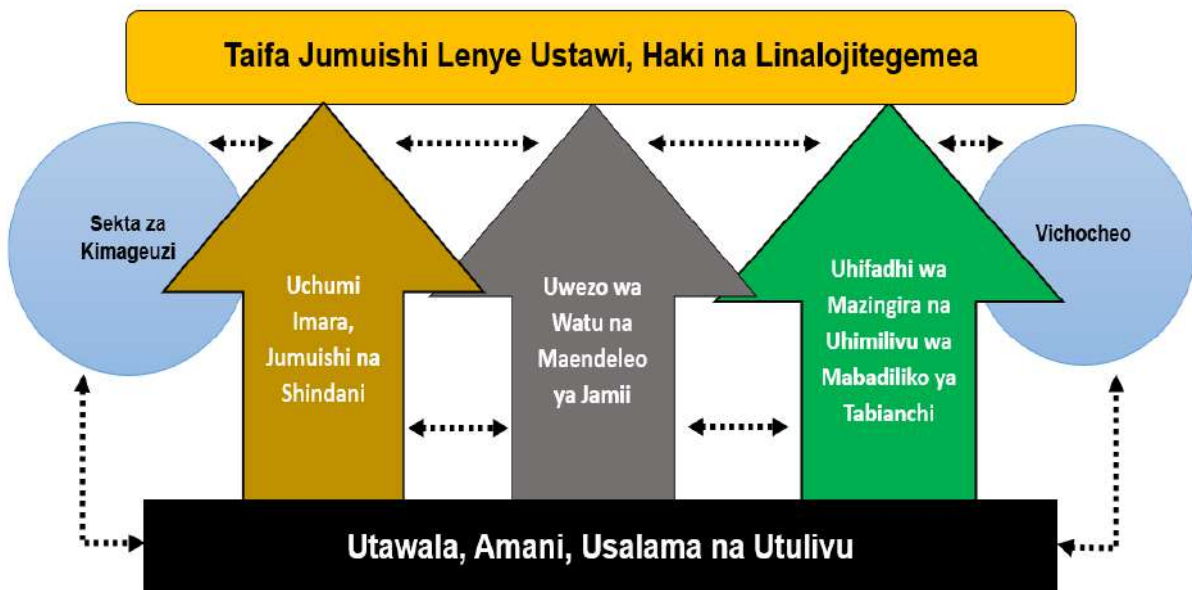 Taifa Jumuishi Lenye Ustawi, Haki na Linalojitegemea
Sekta za
Kimageuzi
Uchumi
Imara,
Jumuishi na
Shindani
Uwezo wa
Watu na
Maendeleo
ya Jamii
Uhifadhi wa
Mazingira na
Uhimilivu wa
Mabadiliko ya
Tabianchi
Vichocheo
Utawala, Amani, Usalama na Utulivu